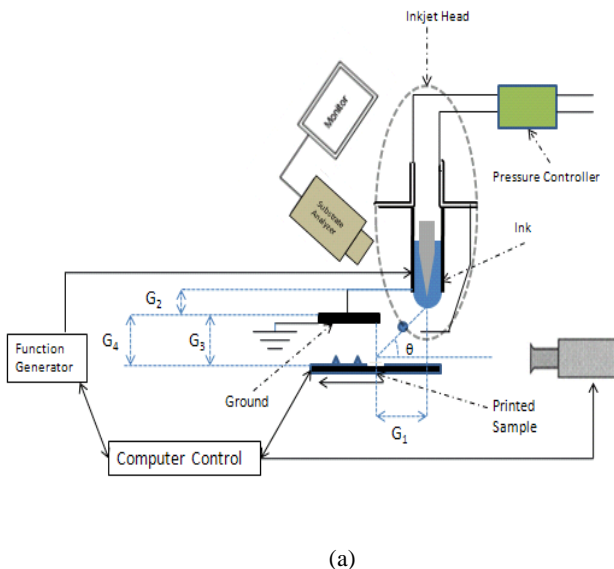 Inkjet Head
Monitor
Pressure Controller
Substrate
Analyzer
Ink
G2
G4
G3
θ
Function
Generator
Ground
Printed
Sample
G1
Computer Control
(a)